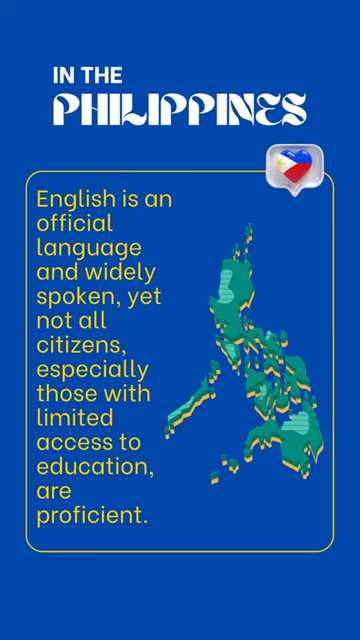 IN THE
PHILIPPINES
English is an
official
language
and widely
spoken, yet
not all
citizens,
especially
those with
limited
access to
education,
are
proficient.